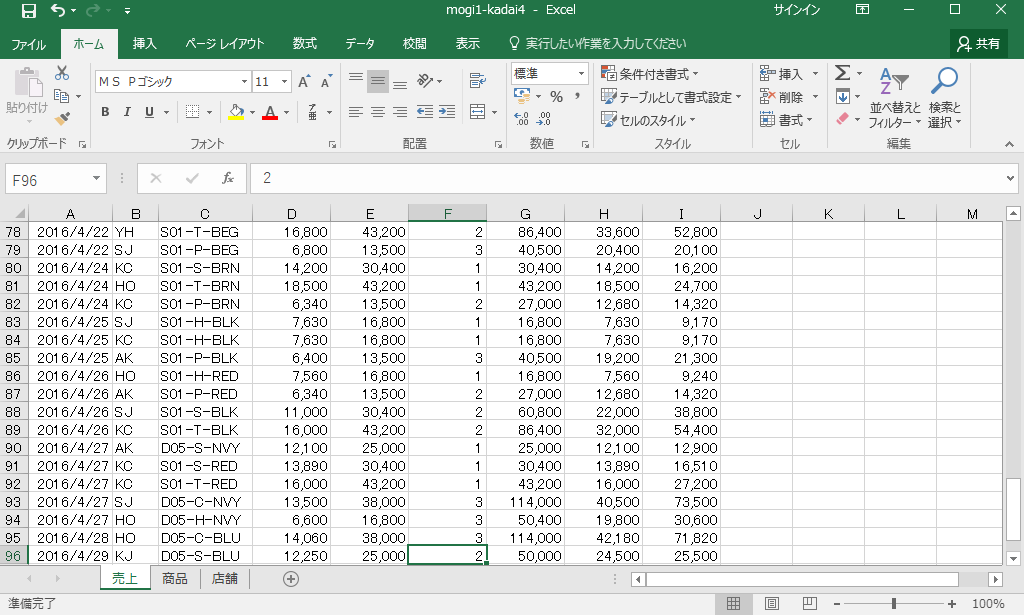 mogi1-kadai4 - Excel
サインイン
ファイル ホーム 挿入 ページ レイアウト 数式 データ 校閲 表示 実行したい作業を入力してください 共有
貼り付け
クリップボード
ＭＳ Ｐゴシック 11
B I U
フォント
配置
標準
% ,
数値
条件付き書式
テーブルとして書式設定
セルのスタイル
スタイル
挿入
削除
書式
セル
Σ
並べ替えと
フィルター
検索と
選択
編集
F96 fx 2
A B C D E F G H I J K L M
78 2016/4/22 YH S01-T-BEG 16,800 43,200 2 86,400 33,600 52,800
79 2016/4/22 SJ S01-P-BEG 6,800 13,500 3 40,500 20,400 20,100
80 2016/4/24 KC S01-S-BRN 14,200 30,400 1 30,400 14,200 16,200
81 2016/4/24 HO S01-T-BRN 18,500 43,200 1 43,200 18,500 24,700
82 2016/4/24 KC S01-P-BRN 6,340 13,500 2 27,000 12,680 14,320
83 2016/4/25 SJ S01-H-BLK 7,630 16,800 1 16,800 7,630 9,170
84 2016/4/25 KC S01-H-BLK 7,630 16,800 1 16,800 7,630 9,170
85 2016/4/25 AK S01-P-BLK 6,400 13,500 3 40,500 19,200 21,300
86 2016/4/26 HO S01-H-RED 7,560 16,800 1 16,800 7,560 9,240
87 2016/4/26 AK S01-P-RED 6,340 13,500 2 27,000 12,680 14,320
88 2016/4/26 SJ S01-S-BLK 11,000 30,400 2 60,800 22,000 38,800
89 2016/4/26 KC S01-T-BLK 16,000 43,200 2 86,400 32,000 54,400
90 2016/4/27 AK D05-S-NVY 12,100 25,000 1 25,000 12,100 12,900
91 2016/4/27 KC S01-S-RED 13,890 30,400 1 30,400 13,890 16,510
92 2016/4/27 KC S01-T-RED 16,000 43,200 1 43,200 16,000 27,200
93 2016/4/27 SJ D05-C-NVY 13,500 38,000 3 114,000 40,500 73,500
94 2016/4/27 HO D05-H-NVY 6,600 16,800 3 50,400 19,800 30,600
95 2016/4/28 HO D05-C-BLU 14,060 38,000 3 114,000 42,180 71,820
96 2016/4/29 KJ D05-S-BLU 12,250 25,000 2 50,000 24,500 25,500
売上 商品 店舗
準備完了 100%